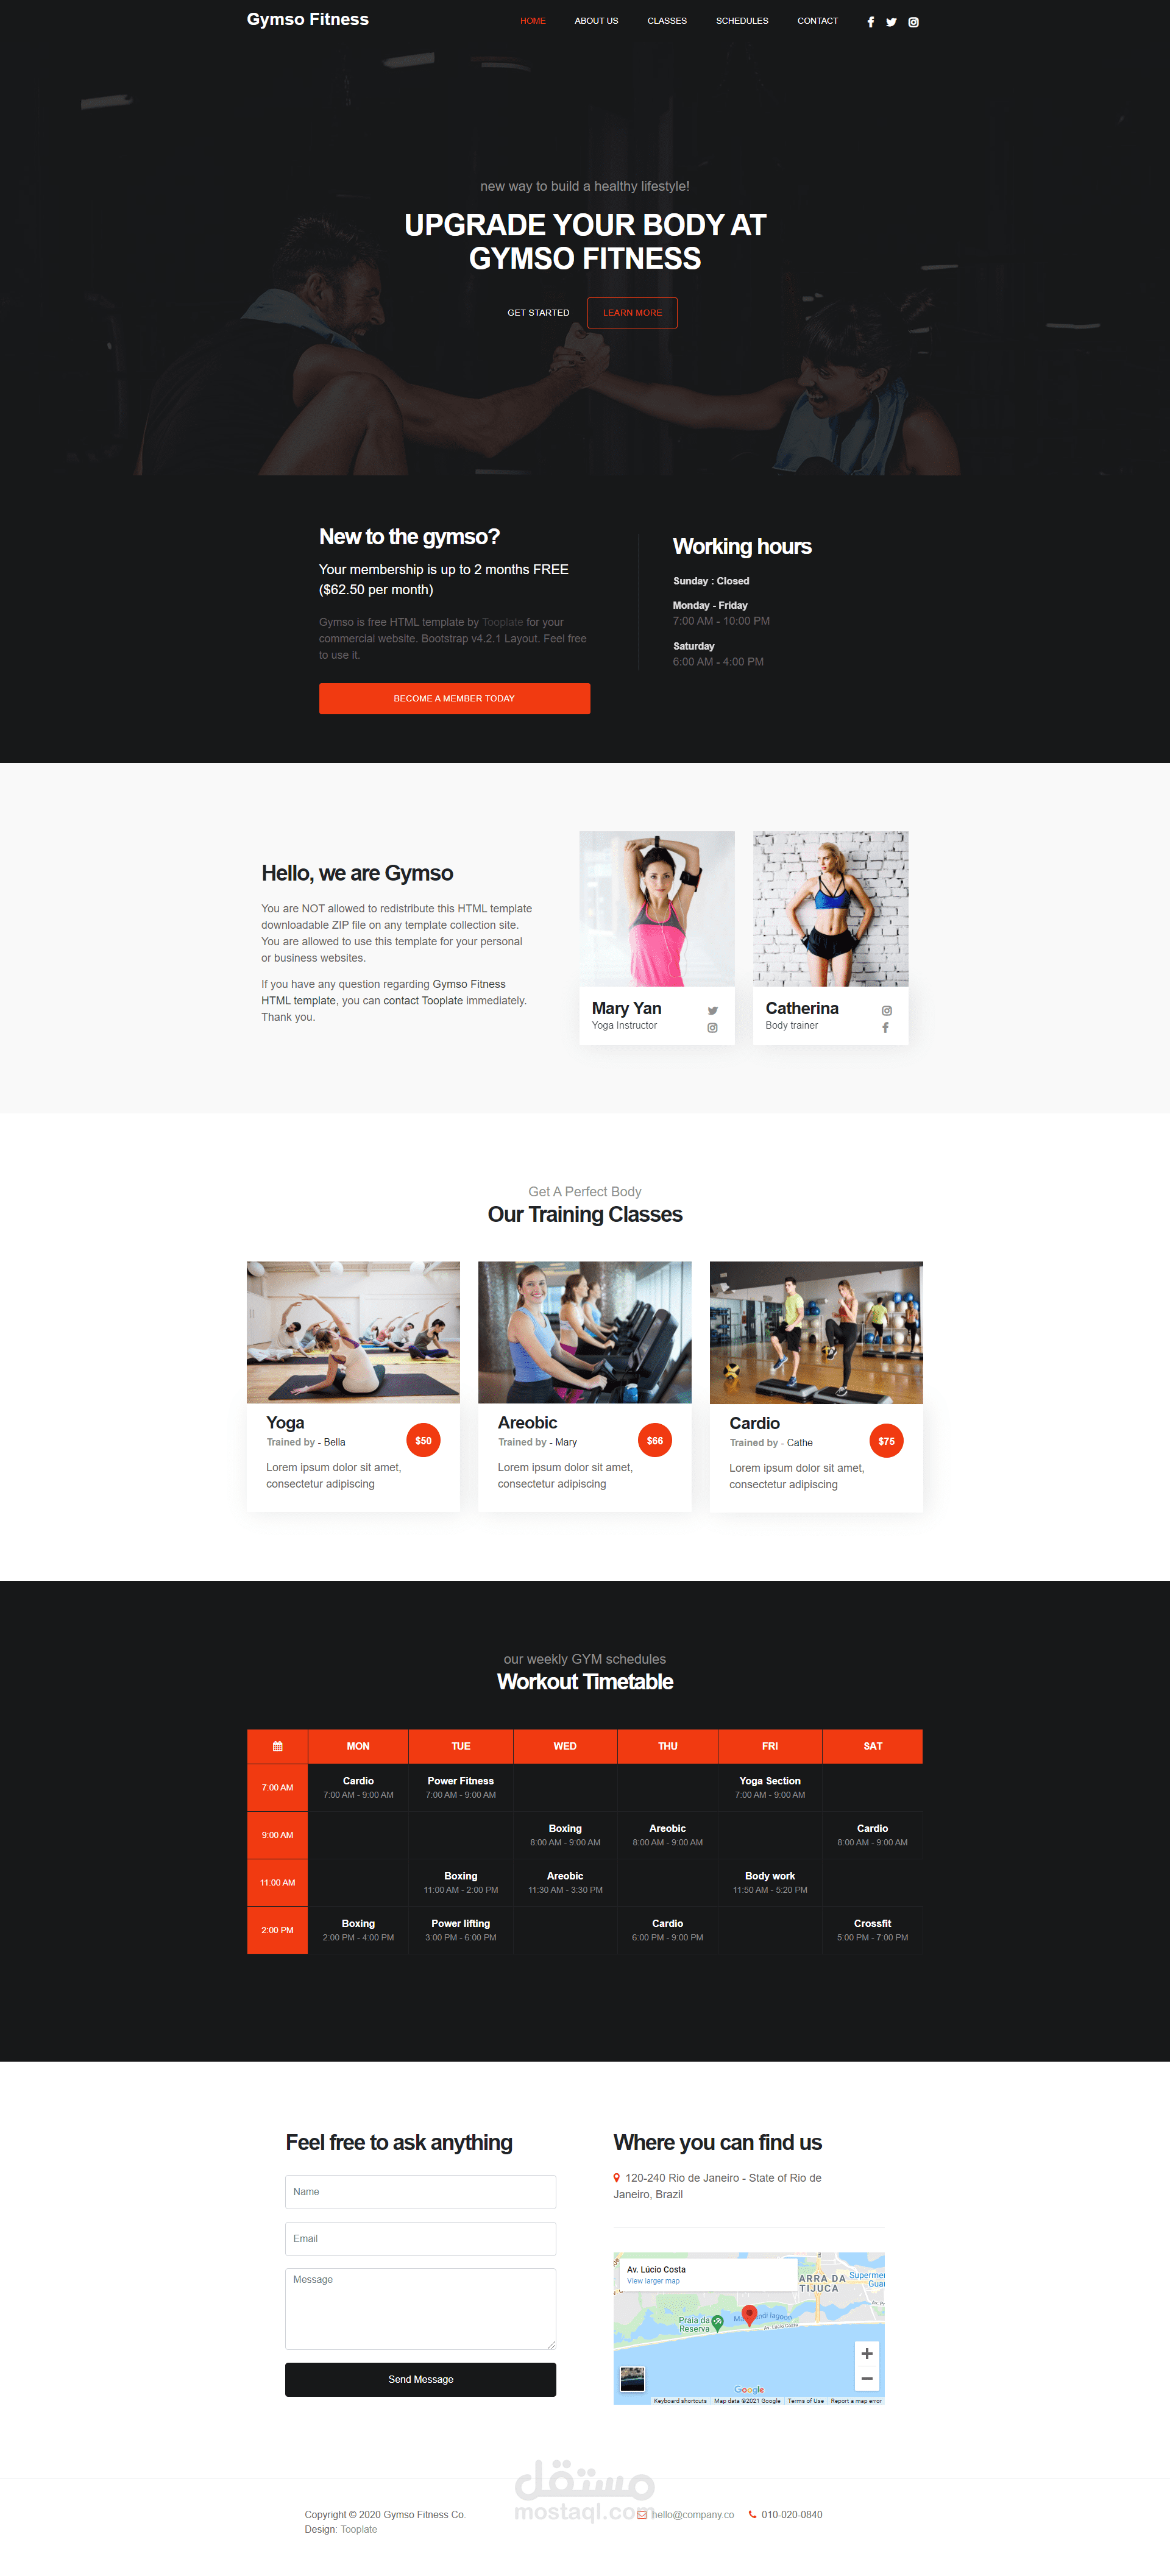 Gymso Fitness
HOME ABOUT US CLASSES SCHEDULES CONTACT
new way to build a healthy lifestyle!
UPGRADE YOUR BODY AT
GYMSO FITNESS
GET STARTED LEARN MORE
New to the gymso?
Your membership is up to 2 months FREE
($62.50 per month)
Gymso is free HTML template by Tooplate for your
commercial website. Bootstrap v4.2.1 Layout. Feel free
to use it.
BECOME A MEMBER TODAY
Working hours
Sunday : Closed
Monday - Friday
7:00 AM - 10:00 PM
Saturday
6:00 AM - 4:00 PM
Hello, we are Gymso
You are NOT allowed to redistribute this HTML template
downloadable ZIP file on any template collection site.
You are allowed to use this template for your personal
or business websites.
If you have any question regarding Gymso Fitness
HTML template, you can contact Tooplate immediately.
Thank you.
Mary Yan
Yoga Instructor
Catherina
Body trainer
Get A Perfect Body
Our Training Classes
Yoga
Trained by - Bella
$50
Lorem ipsum dolor sit amet,
consectetur adipiscing
Areobic
Trained by - Mary
$66
Lorem ipsum dolor sit amet,
consectetur adipiscing
Cardio
Trained by - Cathe
$75
Lorem ipsum dolor sit amet,
consectetur adipiscing
our weekly GYM schedules
Workout Timetable
MON TUE WED THU FRI SAT
7:00 AM
Cardio Power Fitness Yoga Section
7:00 AM - 9:00 AM 7:00 AM - 9:00 AM 7:00 AM - 9:00 AM
9:00 AM
Boxing Areobic Cardio
8:00 AM - 9:00 AM 8:00 AM - 9:00 AM 8:00 AM - 9:00 AM
11:00 AM
Boxing Areobic Body work
11:00 AM - 2:00 PM 11:30 AM - 3:30 PM 11:50 AM - 5:20 PM
2:00 PM
Boxing Power lifting Cardio Crossfit
2:00 PM - 4:00 PM 3:00 PM - 6:00 PM 6:00 PM - 9:00 PM 5:00 PM - 7:00 PM
Feel free to ask anything
Name
Email
Message
Send Message
Where you can find us
120-240 Rio de Janeiro - State of Rio de
Janeiro, Brazil
Av. Lúcio Costa
View larger map
ARRA DA
TIJUCA
Superme
Gua
Praia da
Reserva
lagoon
Av. Lúcio Costa
Google
Keyboard shortcuts Map data ©2021 Google Terms of Use Report a map error
مستقل
mostaql.com
Copyright © 2020 Gymso Fitness Co.
Design: Tooplate
hello@company.co 010-020-0840